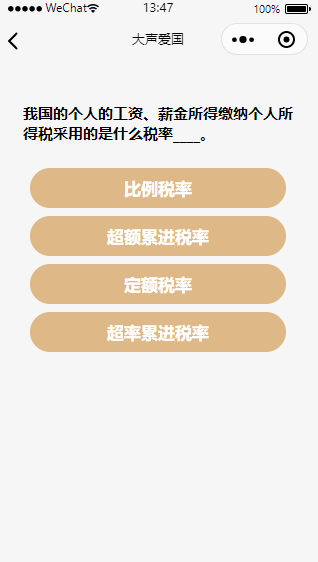 WeChat 13:47 100%
大声爱国
我国的个人的工资、薪金所得缴纳个人所
得税采用的是什么税率____。
比例税率
超额累进税率
定额税率
超率累进税率